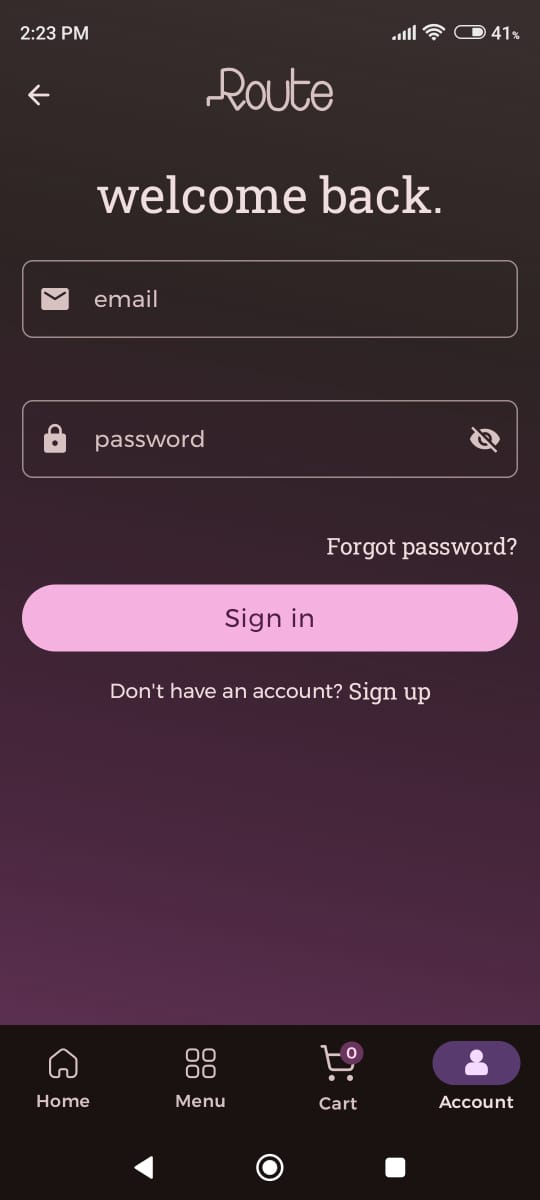 2:23 PM 41%
Route
welcome back.
email
password
Forgot password?
Sign in
Don't have an account? Sign up
0
Home Menu Cart Account